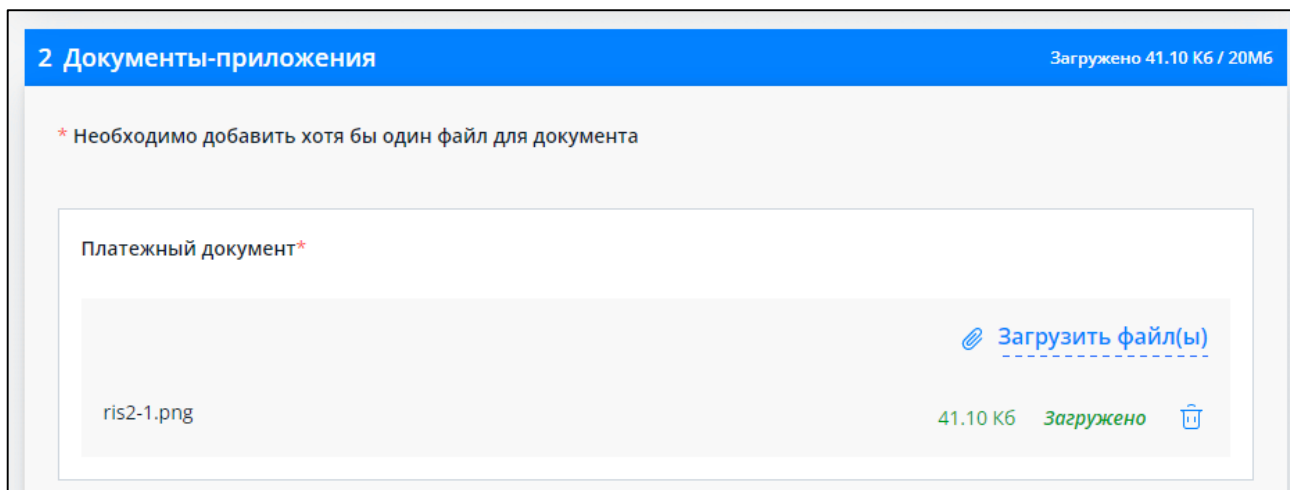 2 Документы-приложения
Загружено 41.10 Кб / 20Мб
* Необходимо добавить хотя бы один файл для документа
Платежный документ*
Загрузить файл(ы)
ris2-1.png 41.10 Кб Загружено